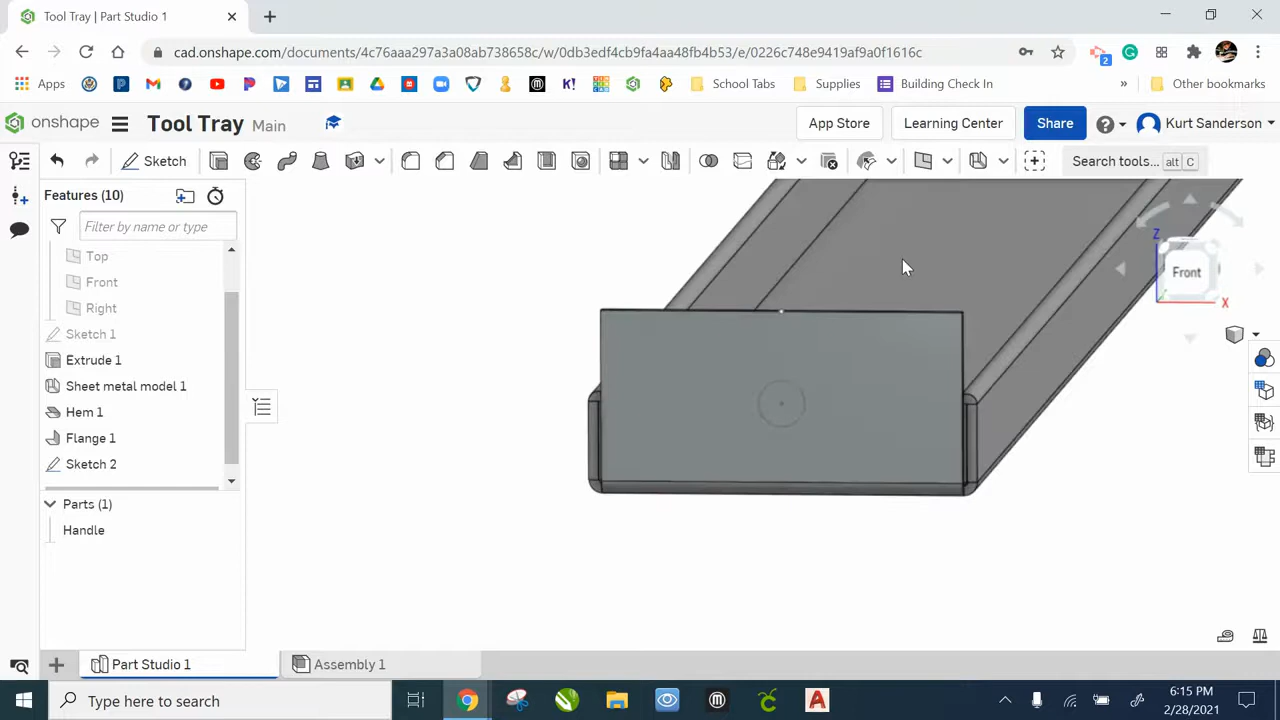 Tool Tray | Part Studio 1
cad.onshape.com/documents/4c76aaa297a3a08ab738658c/w/0db3edf4cb9fa4aa48fb4b53/e/0226c748e9419af9a0f1616c
2
Apps
K!
School Tabs
Supplies
Building Check In
»
Other bookmarks
onshape
Tool Tray Main
App Store
Learning Center
Share
Kurt Sanderson
Sketch
Search tools... alt C
Features (10)
Filter by name or type
Top
Front
Right
Sketch 1
Extrude 1
Sheet metal model 1
Hem 1
Flange 1
Sketch 2
Parts (1)
Handle
Z
Front
X
Part Studio 1
Assembly 1
Type here to search
6:15 PM
2/28/2021